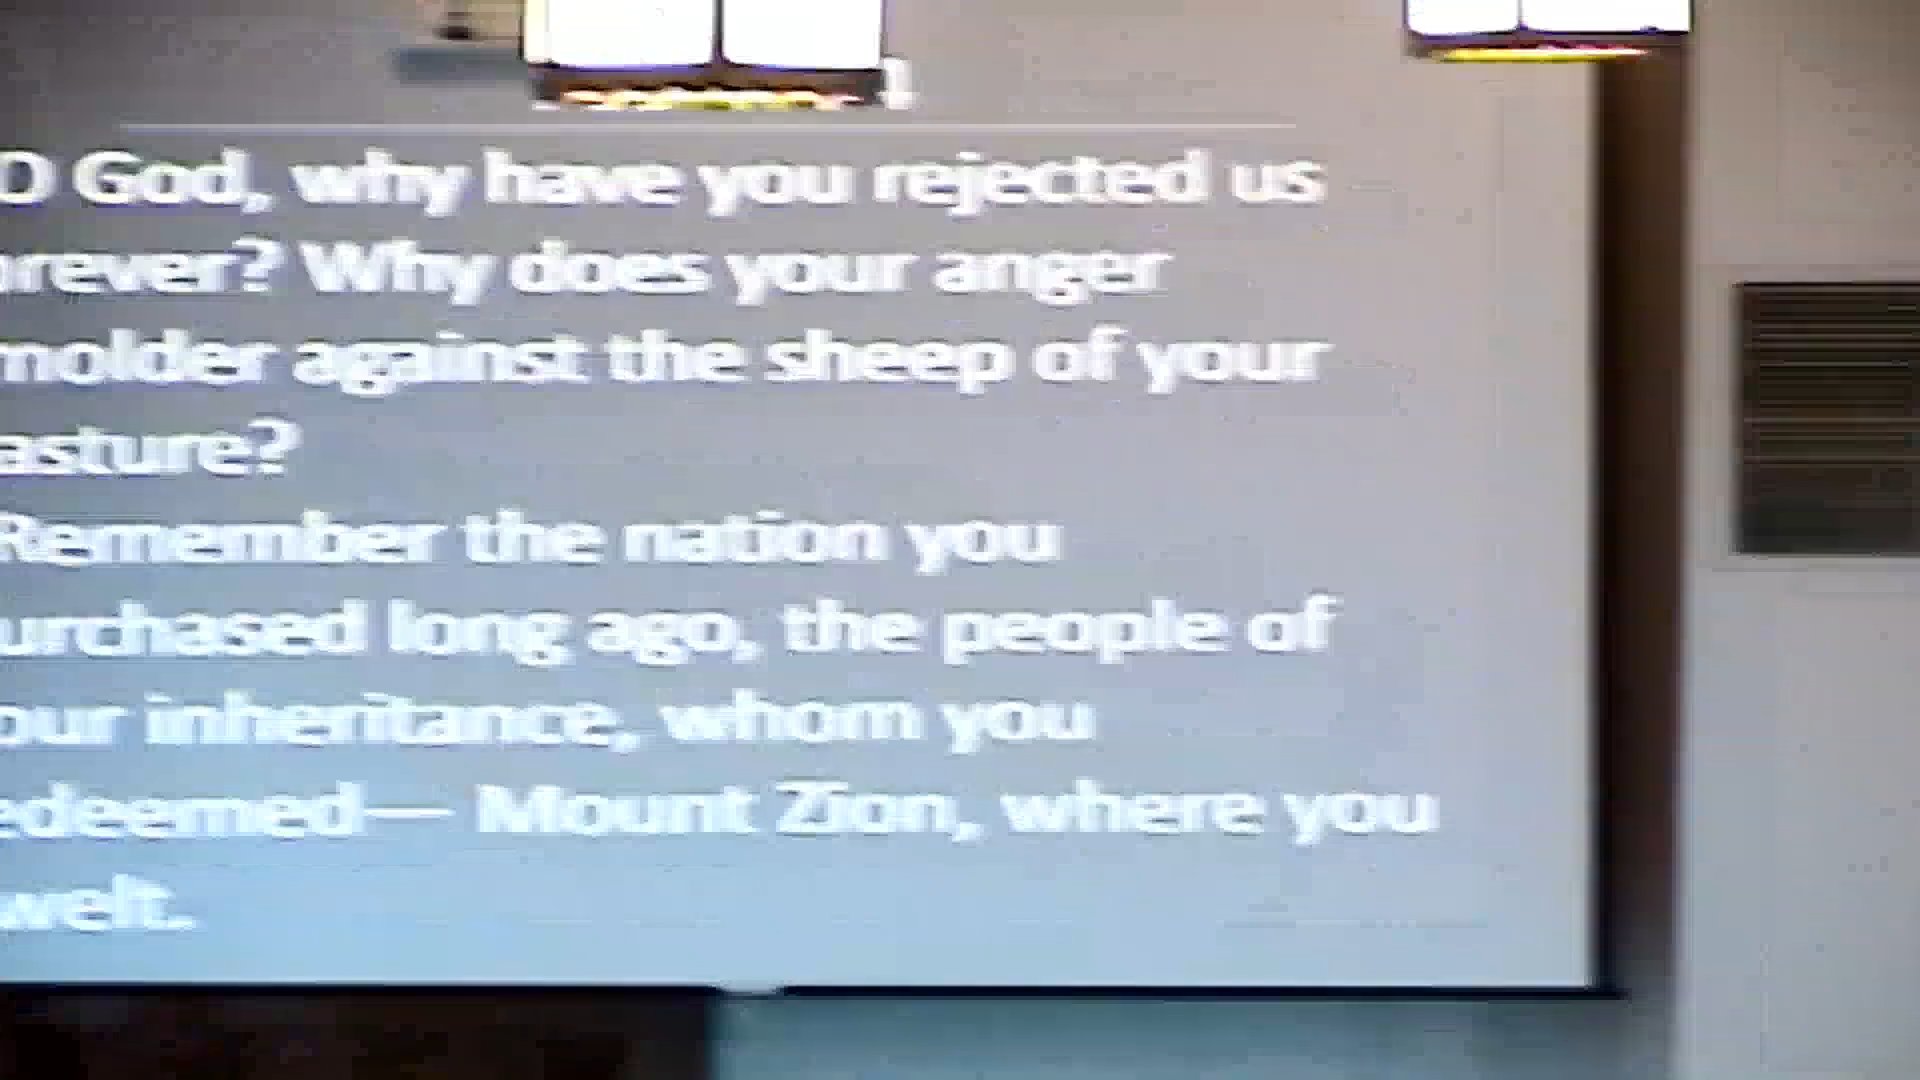 O God, why have you rejected us
orever? Why does your anger
molder against the sheep of your
asture?
Remember the nation you
urchased long ago, the people of
our inheritance, whom you
edeemed— Mount Zion, where you
welt.